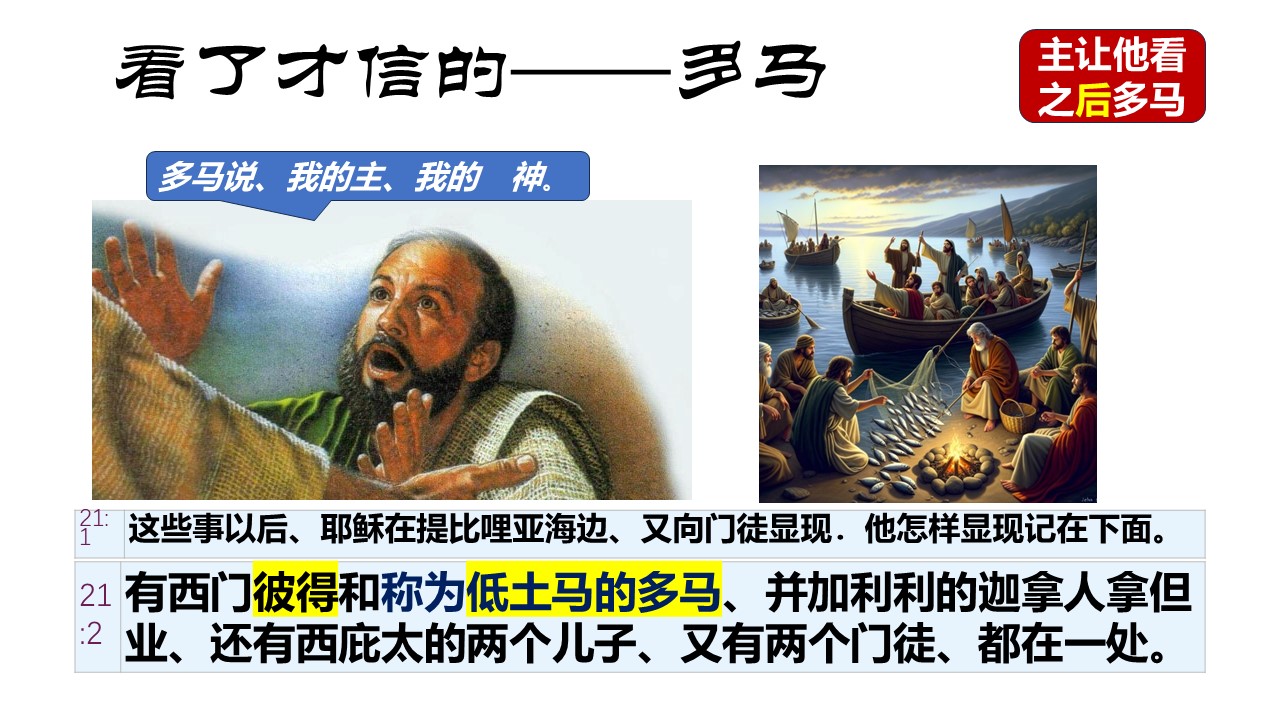 看了才信的——多马
主让他看
之后多马
多马说、我的主、我的　神。
21:
1
这些事以后、耶稣在提比哩亚海边、又向门徒显现．他怎样显现记在下面。
21
:2
有西门彼得和称为低土马的多马、并加利利的迦拿人拿但
业、还有西庇太的两个儿子、又有两个门徒、都在一处。